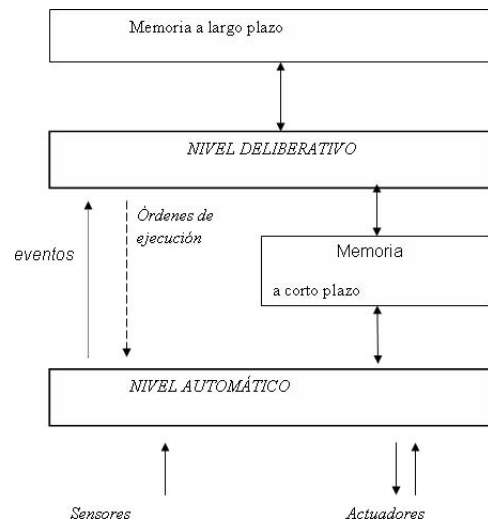 Memoria a largo plazo
NIVEL DELIBERATIVO
Órdenes de
ejecución
eventos
Memoria
a corto plazo
NIVEL AUTOMÁTICO
Sensores
Actuadores